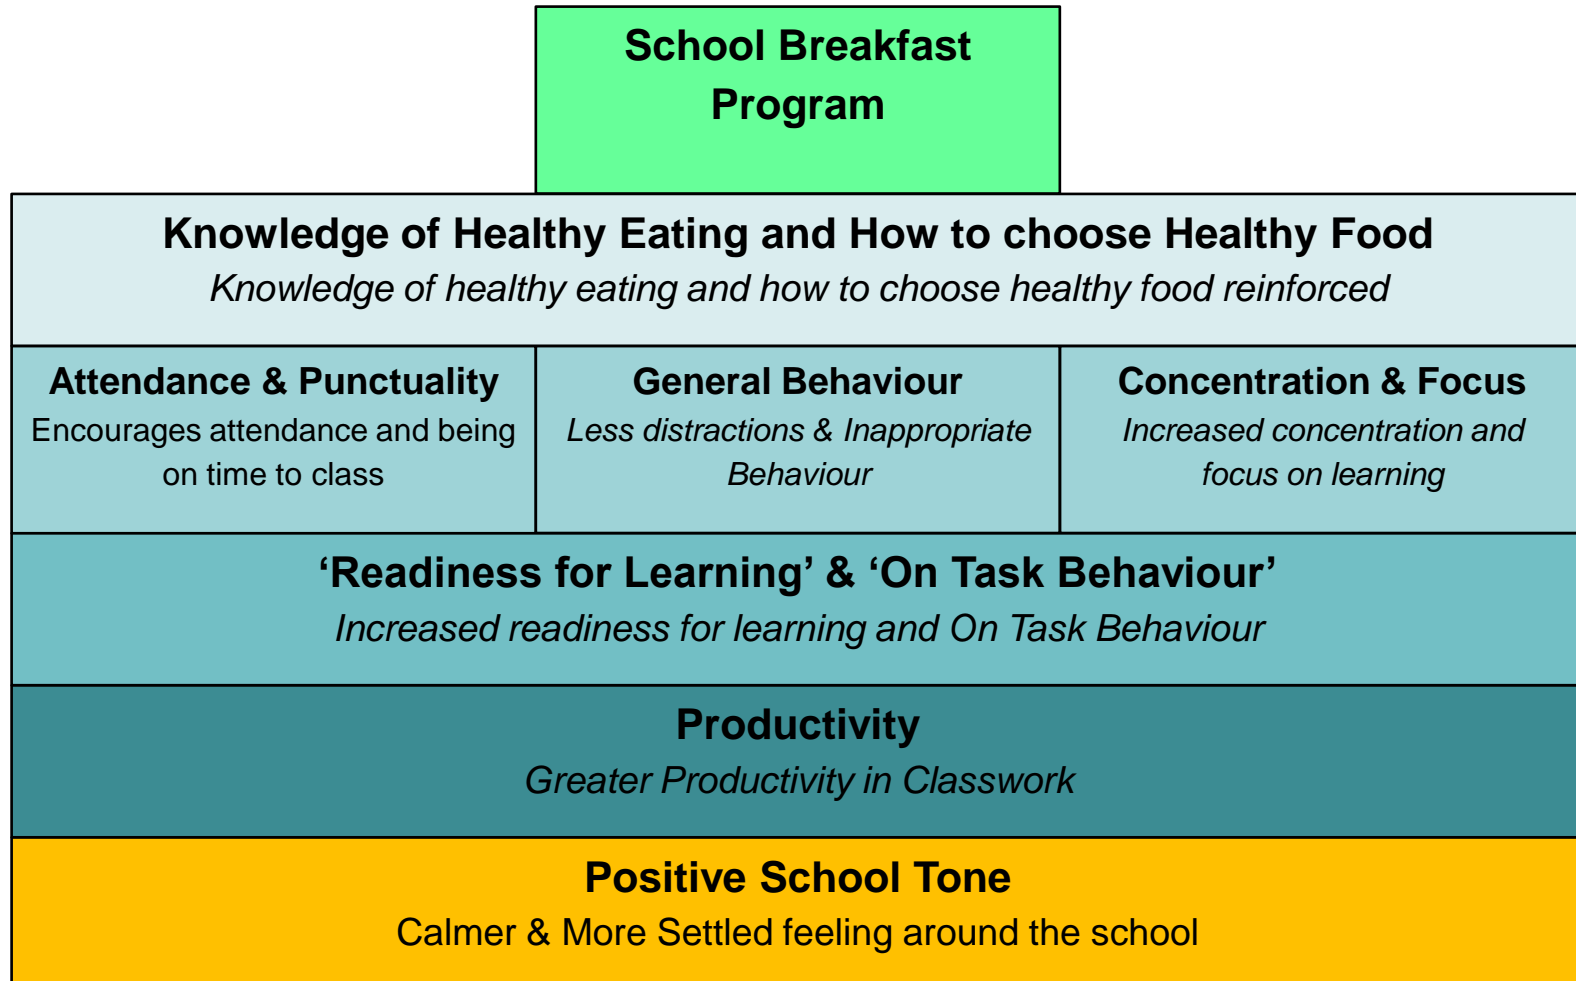 School Breakfast
Program
Knowledge of Healthy Eating and How to choose Healthy Food
Knowledge of healthy eating and how to choose healthy food reinforced
Attendance & Punctuality
Encourages attendance and being
on time to class
General Behaviour
Less distractions & Inappropriate
Behaviour
Concentration & Focus
Increased concentration and
focus on learning
‘Readiness for Learning’ & ‘On Task Behaviour’
Increased readiness for learning and On Task Behaviour
Productivity
Greater Productivity in Classwork
Positive School Tone
Calmer & More Settled feeling around the school